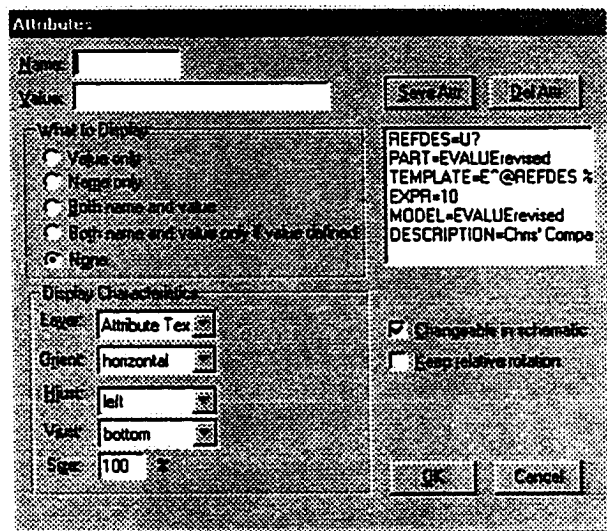 Attributes
Name:
Value:
Save Attr
Del Attr
What to Display
Value only
Name only
Both name and value
Both name and value only if value defined
None
REFDES=U?
PART=EVALUErevised
TEMPLATE=E^@REFDES %
EXPR=10
MODEL=EVALUErevised
DESCRIPTION=Chris' Compa
Display Characteristics
Layer: Attribute Tex
Orient: horizontal
Hjust: left
Vjust: bottom
Size: 100 %
Changeable in schematic
Keep relative rotation
OK
Cancel